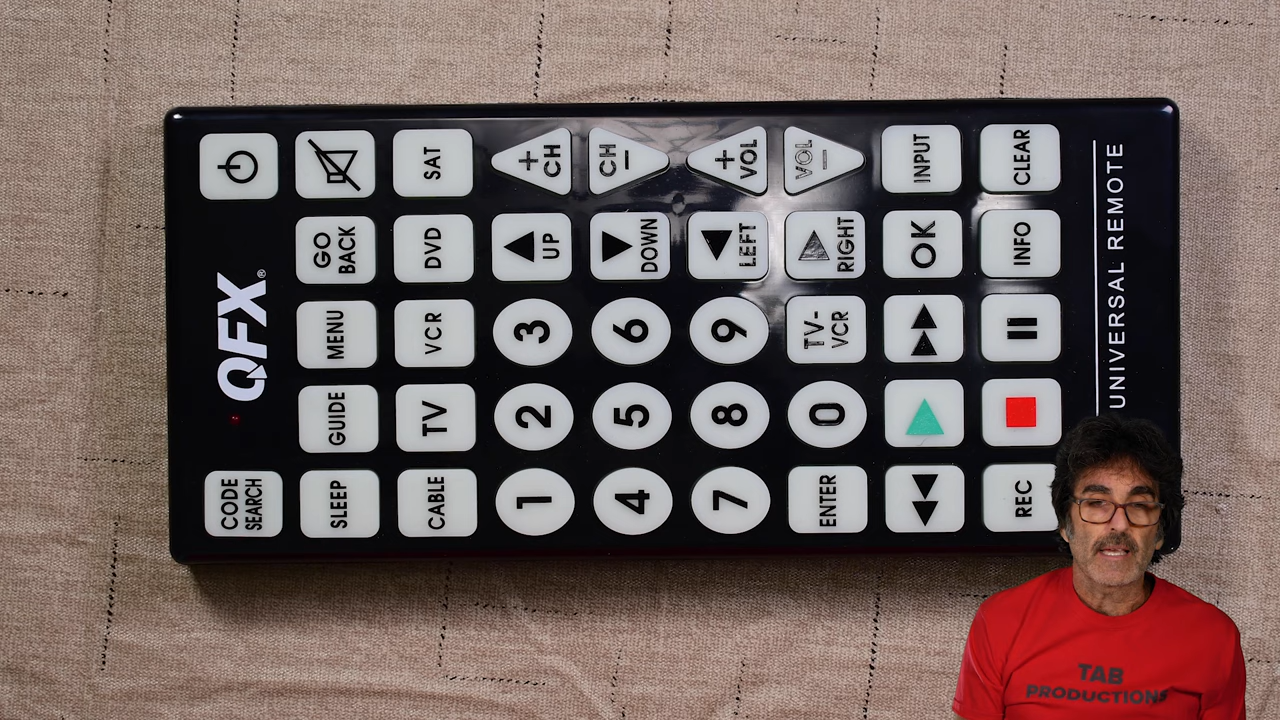 CODE
SEARCH
QFX®
SLEEP
GUIDE
MENU
GO
BACK
CABLE
TV
VCR
DVD
SAT
1
2
3
UP
+
CH
4
5
6
DOWN
CH
−
7
8
9
LEFT
+
VOL
ENTER
0
TV-
VCR
RIGHT
VOL
−
OK
INPUT
REC
INFO
CLEAR
UNIVERSAL REMOTE
TAB
PRODUCTIONS